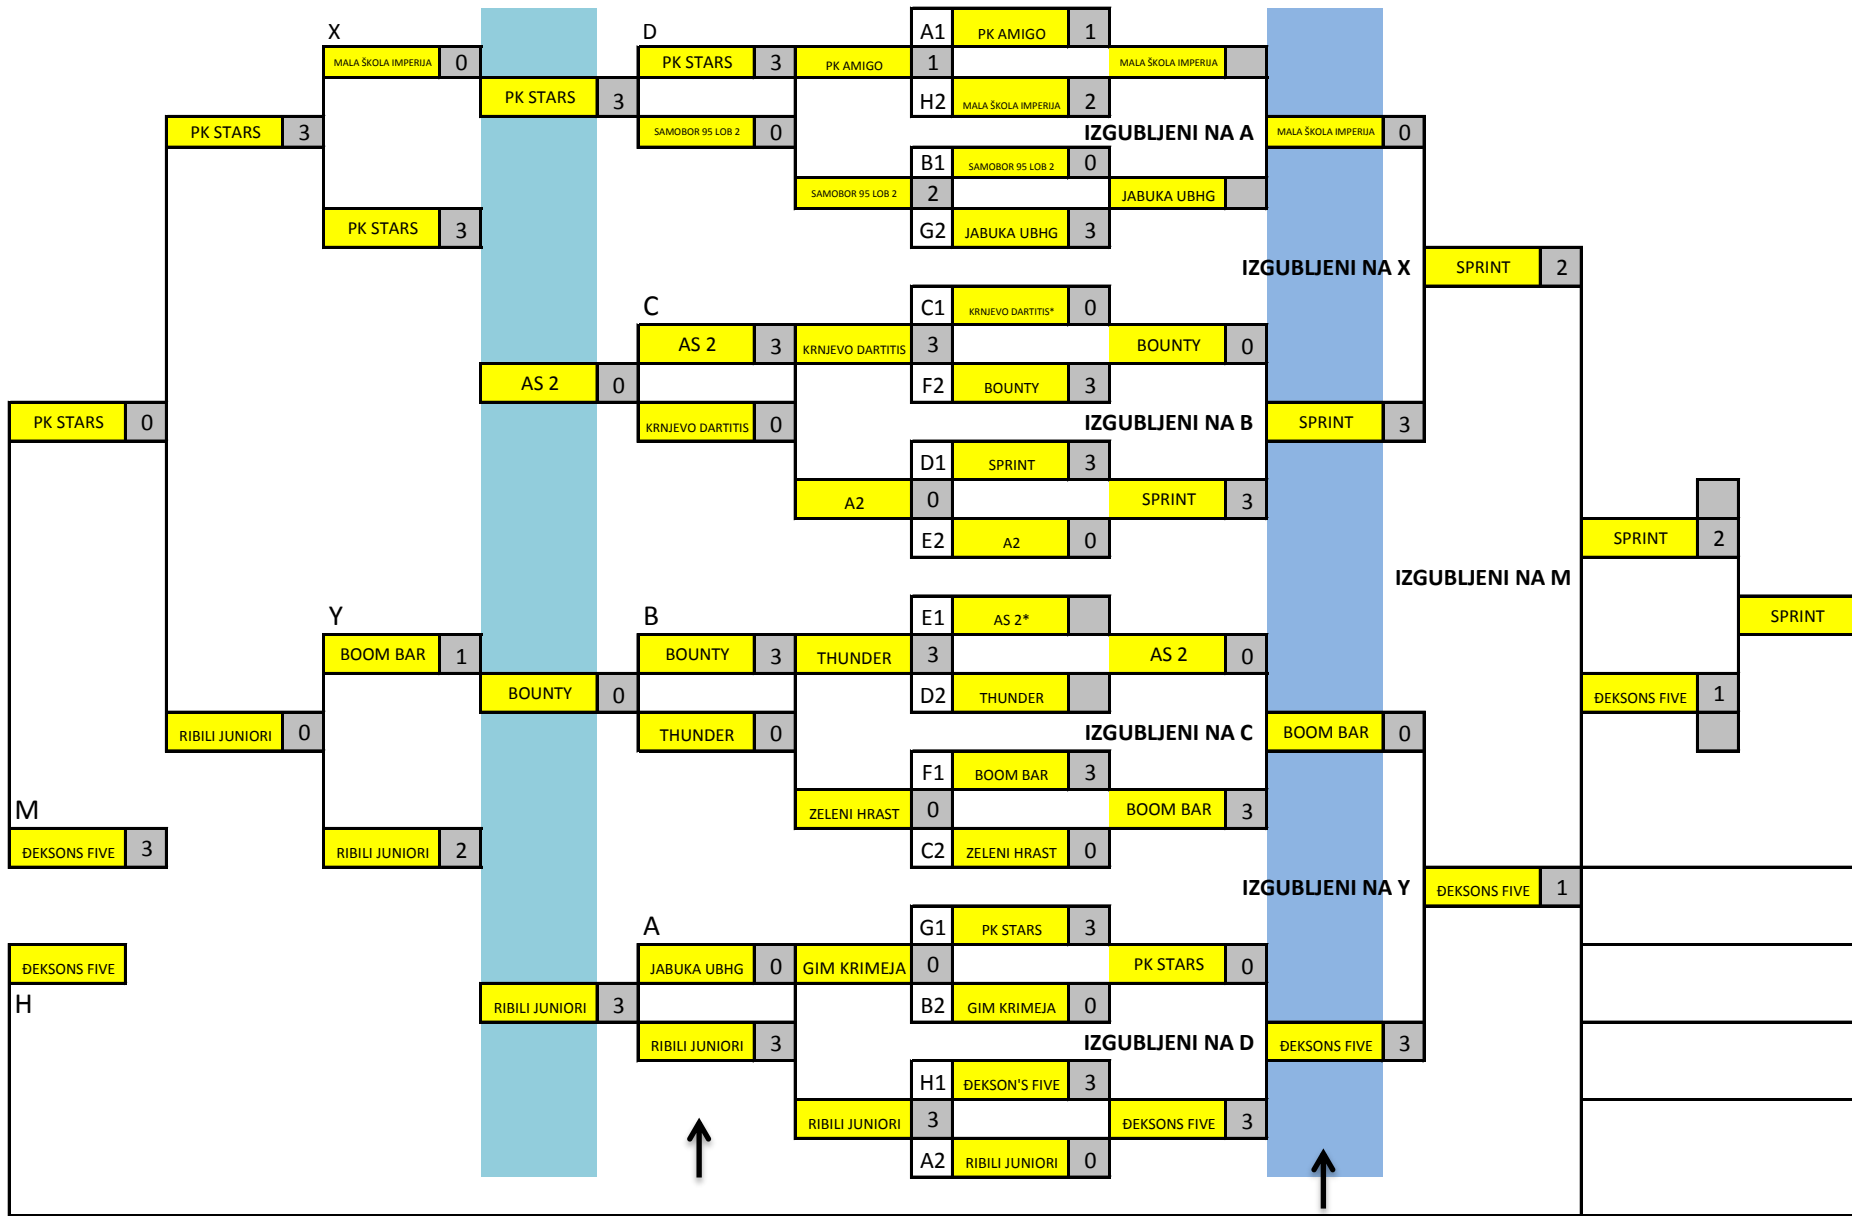 A1 PK AMIGO 1
X D
MALA ŠKOLA IMPERIJA 0 PK STARS 3 PK AMIGO 1 MALA ŠKOLA IMPERIJA
PK STARS 3 H2 MALA ŠKOLA IMPERIJA 2
PK STARS 3 SAMOBOR 95 LOB 2 0 IZGUBLJENI NA A MALA ŠKOLA IMPERIJA 0
B1 SAMOBOR 95 LOB 2 0
SAMOBOR 95 LOB 2 2 JABUKA UBHG
PK STARS 3 G2 JABUKA UBHG 3
IZGUBLJENI NA X SPRINT 2
C C1 KRNJEVO DARTITIS* 0
AS 2 3 KRNJEVO DARTITIS 3 BOUNTY 0
AS 2 0 F2 BOUNTY 3
PK STARS 0 KRNJEVO DARTITIS 0 IZGUBLJENI NA B SPRINT 3
D1 SPRINT 3
A2 0 SPRINT 3
E2 A2 0 SPRINT 2
IZGUBLJENI NA M
Y B E1 AS 2* SPRINT
BOOM BAR 1 BOUNTY 3 THUNDER 3 AS 2 0
BOUNTY 0 D2 THUNDER ĐEKSONS FIVE 1
RIBILI JUNIORI 0 THUNDER 0 IZGUBLJENI NA C BOOM BAR 0
F1 BOOM BAR 3
M ZELENI HRAST 0 BOOM BAR 3
ĐEKSONS FIVE 3 RIBILI JUNIORI 2 C2 ZELENI HRAST 0
IZGUBLJENI NA Y ĐEKSONS FIVE 1
A G1 PK STARS 3
ĐEKSONS FIVE JABUKA UBHG 0 GIM KRIMEJA 0 PK STARS 0
H RIBILI JUNIORI 3 B2 GIM KRIMEJA 0
RIBILI JUNIORI 3 IZGUBLJENI NA D ĐEKSONS FIVE 3
H1 ĐEKSON'S FIVE 3
RIBILI JUNIORI 3 ĐEKSONS FIVE 3
A2 RIBILI JUNIORI 0